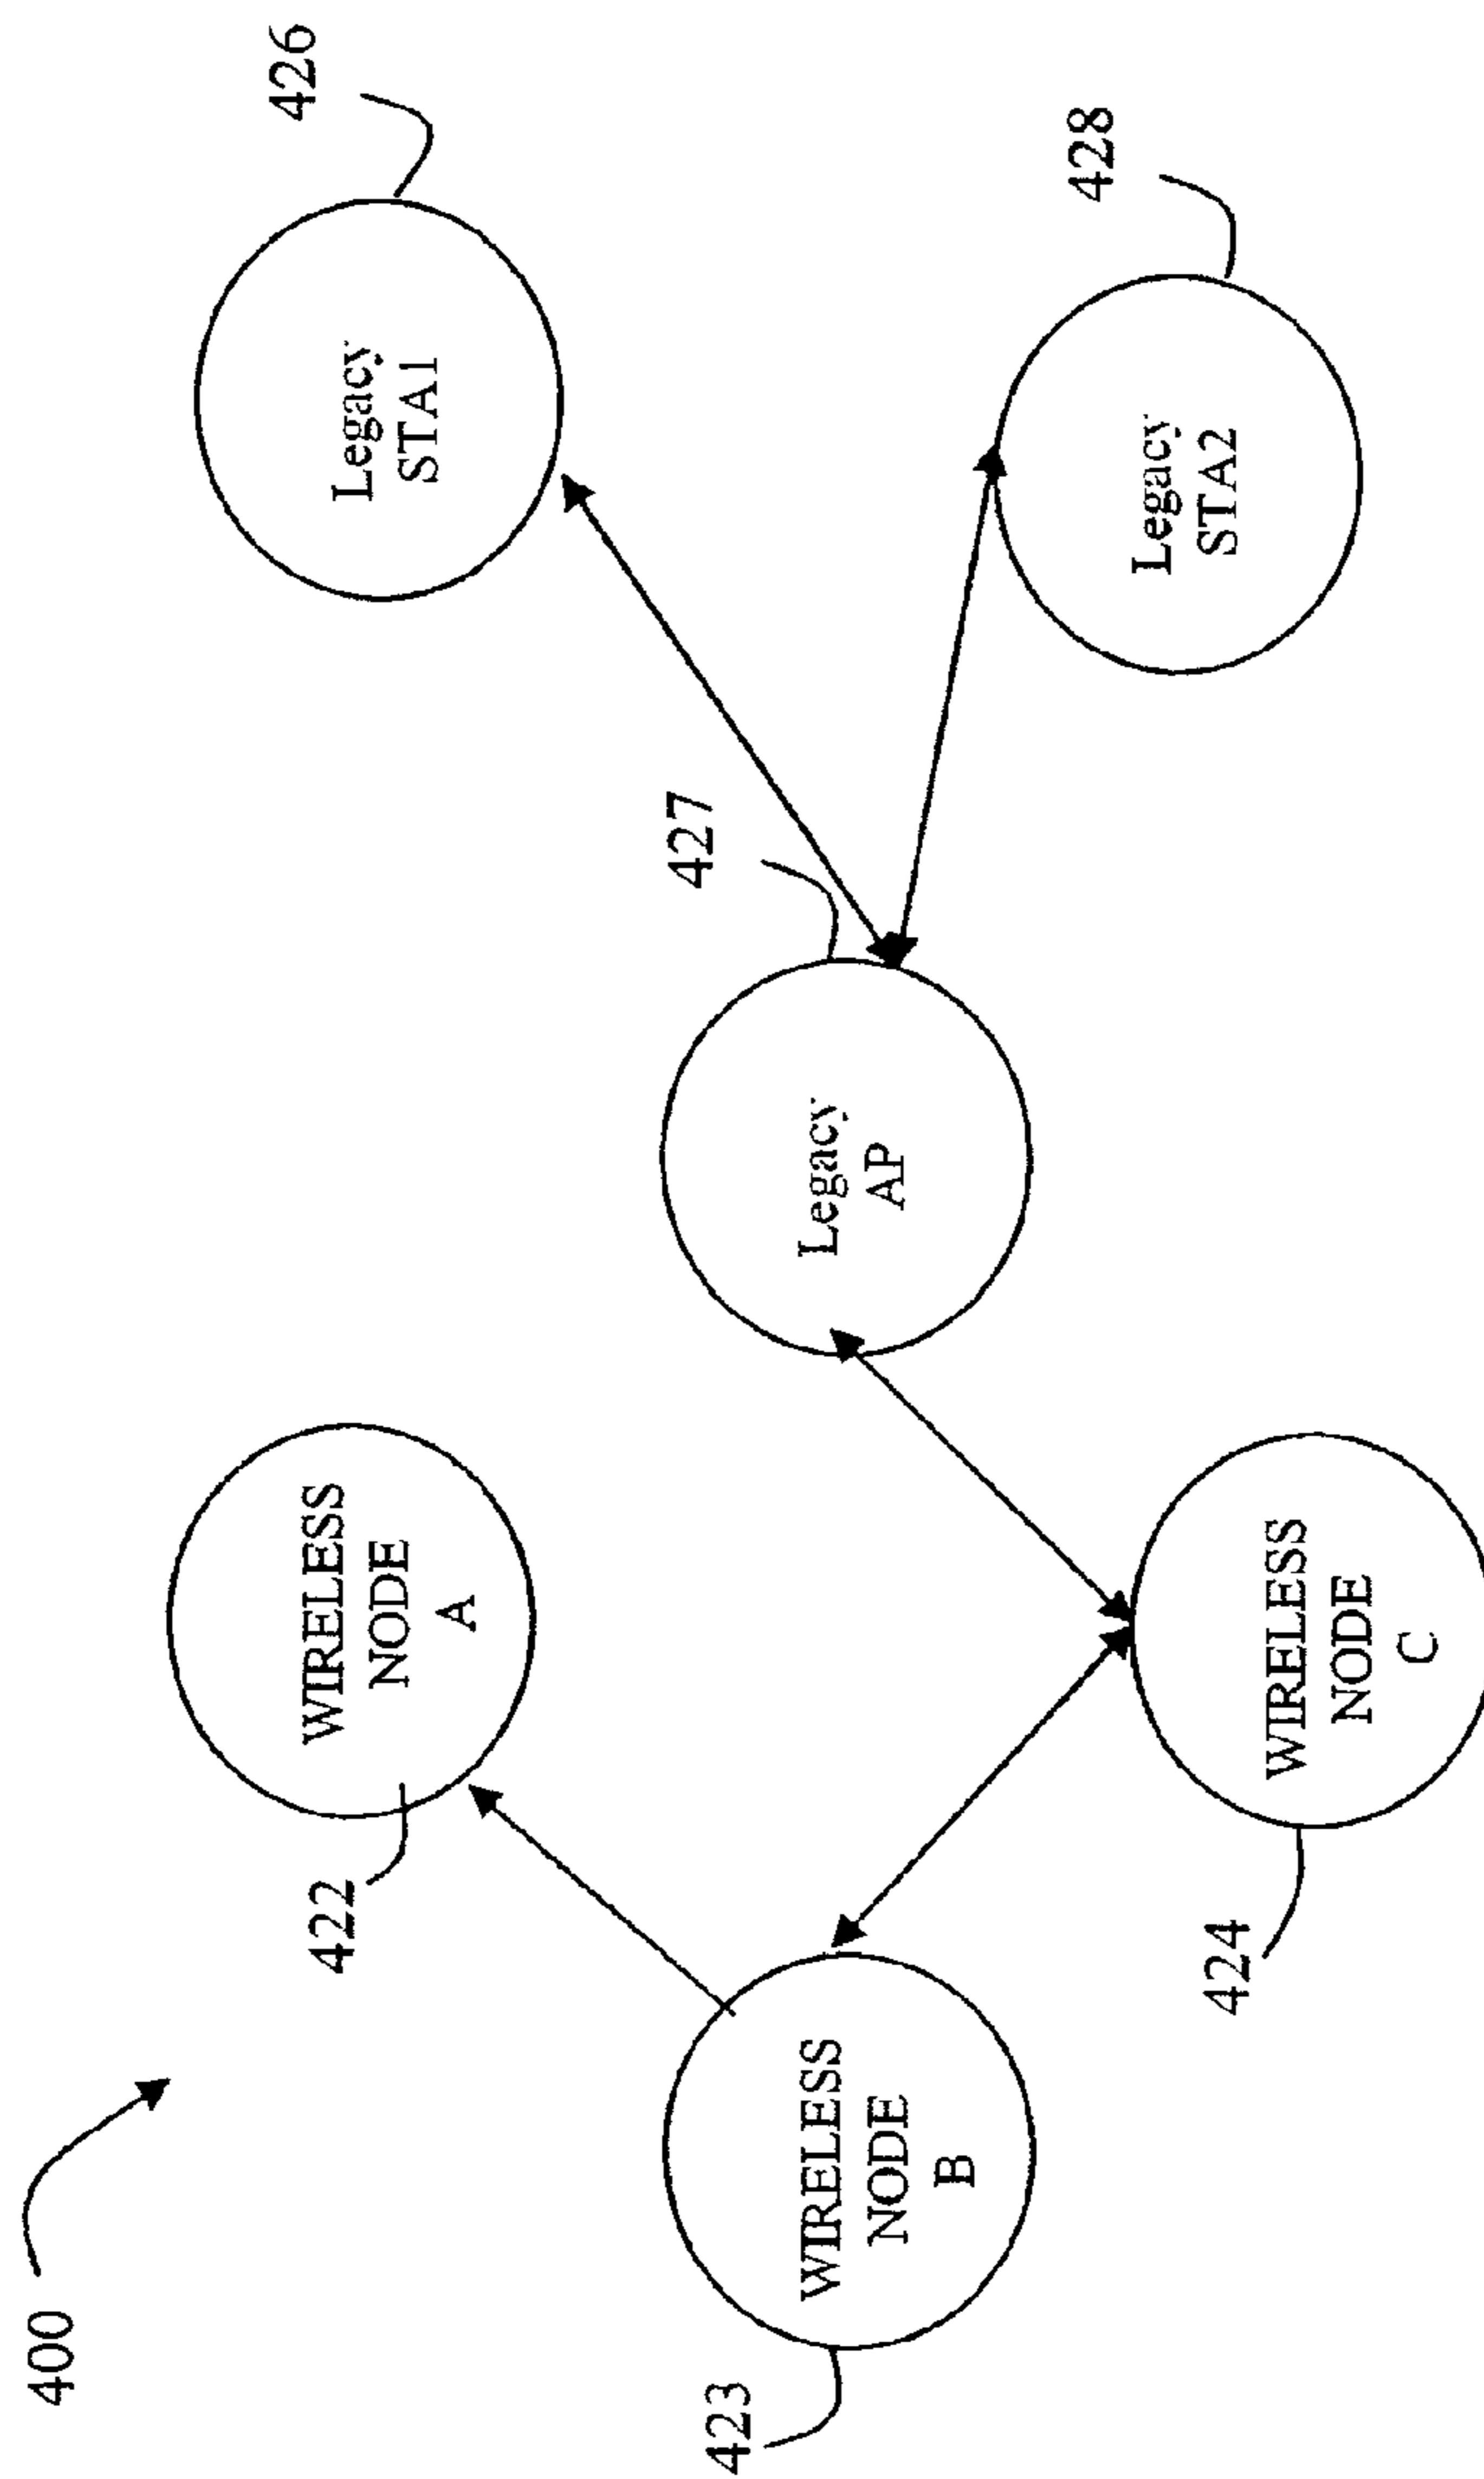 400
422
WIRELESS
NODE
A
423
WIRELESS
NODE
B
424
WIRELESS
NODE
C
427
Legacy
AP
426
Legacy
STA1
428
Legacy
STA2